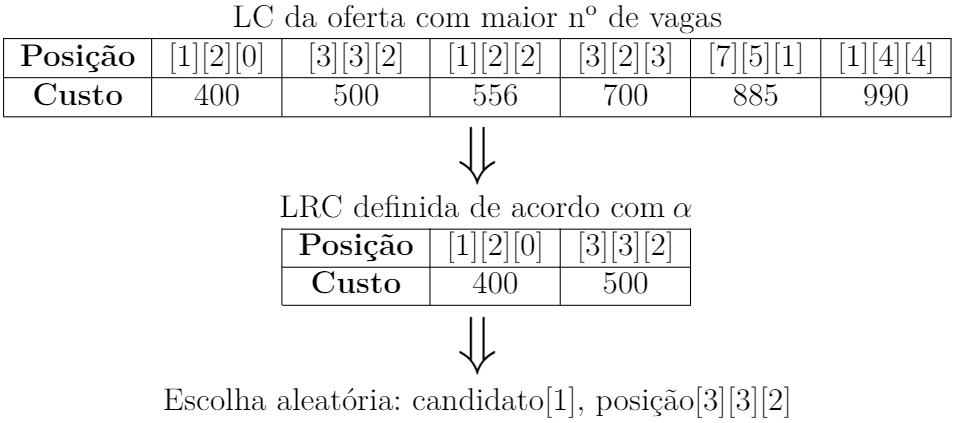 LC da oferta com maior nº de vagas
Posição [1][2][0] [3][3][2] [1][2][2] [3][2][3] [7][5][1] [1][4][4]
Custo 400 500 556 700 885 990
⇓
LRC definida de acordo com α
Posição [1][2][0] [3][3][2]
Custo 400 500
⇓
Escolha aleatória: candidato[1], posição[3][3][2]